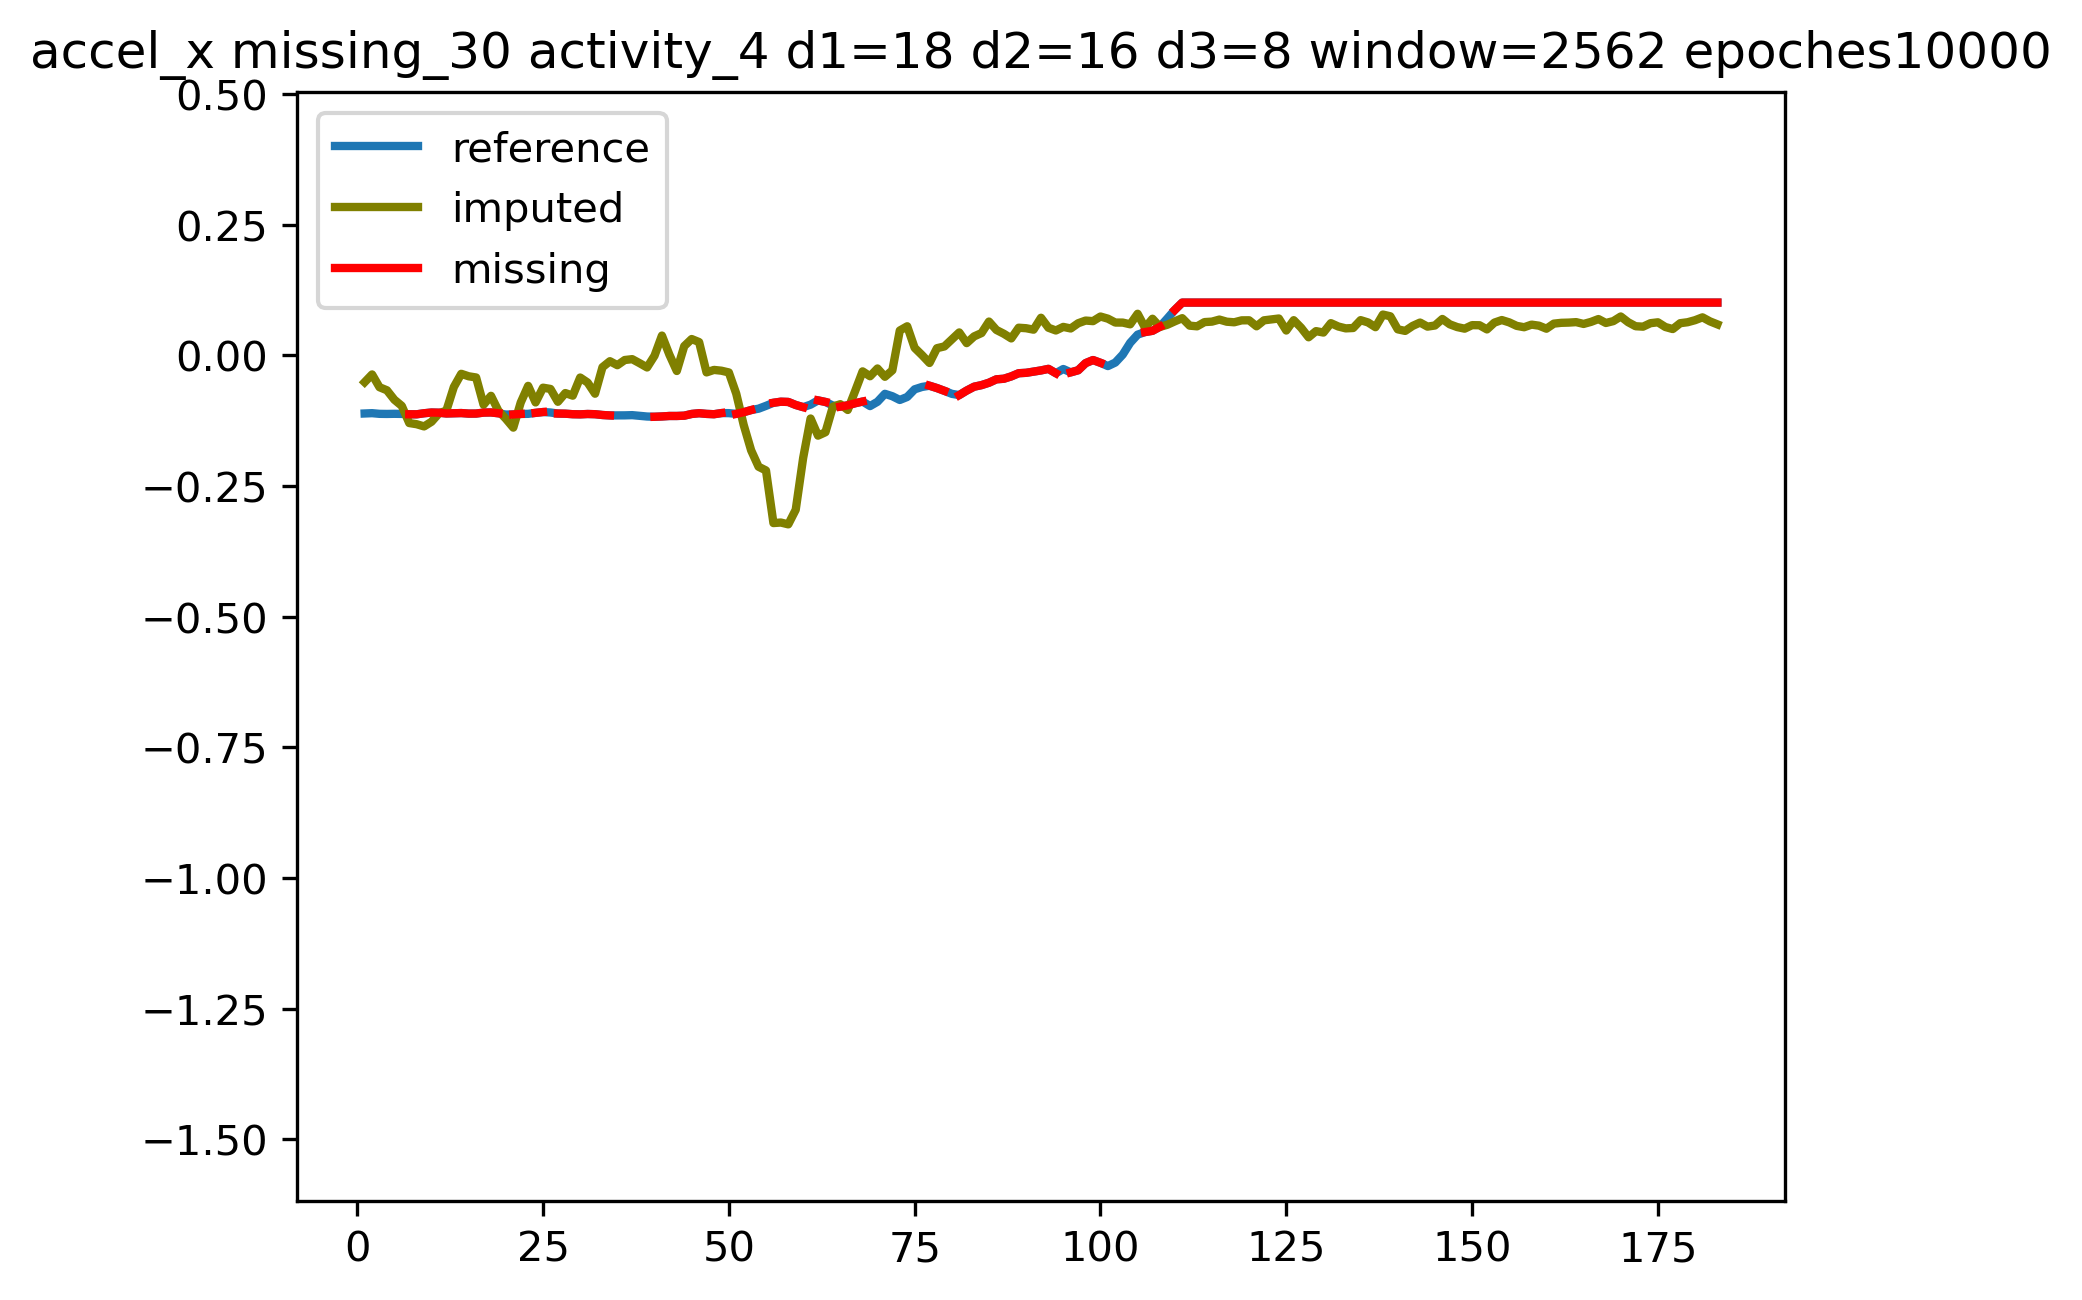 accel_x missing_30 activity_4 d1=18 d2=16 d3=8 window=2562 epoches10000
reference
imputed
missing
0.50
0.25
0.00
−0.25
−0.50
−0.75
−1.00
−1.25
−1.50
0 25 50 75 100 125 150 175